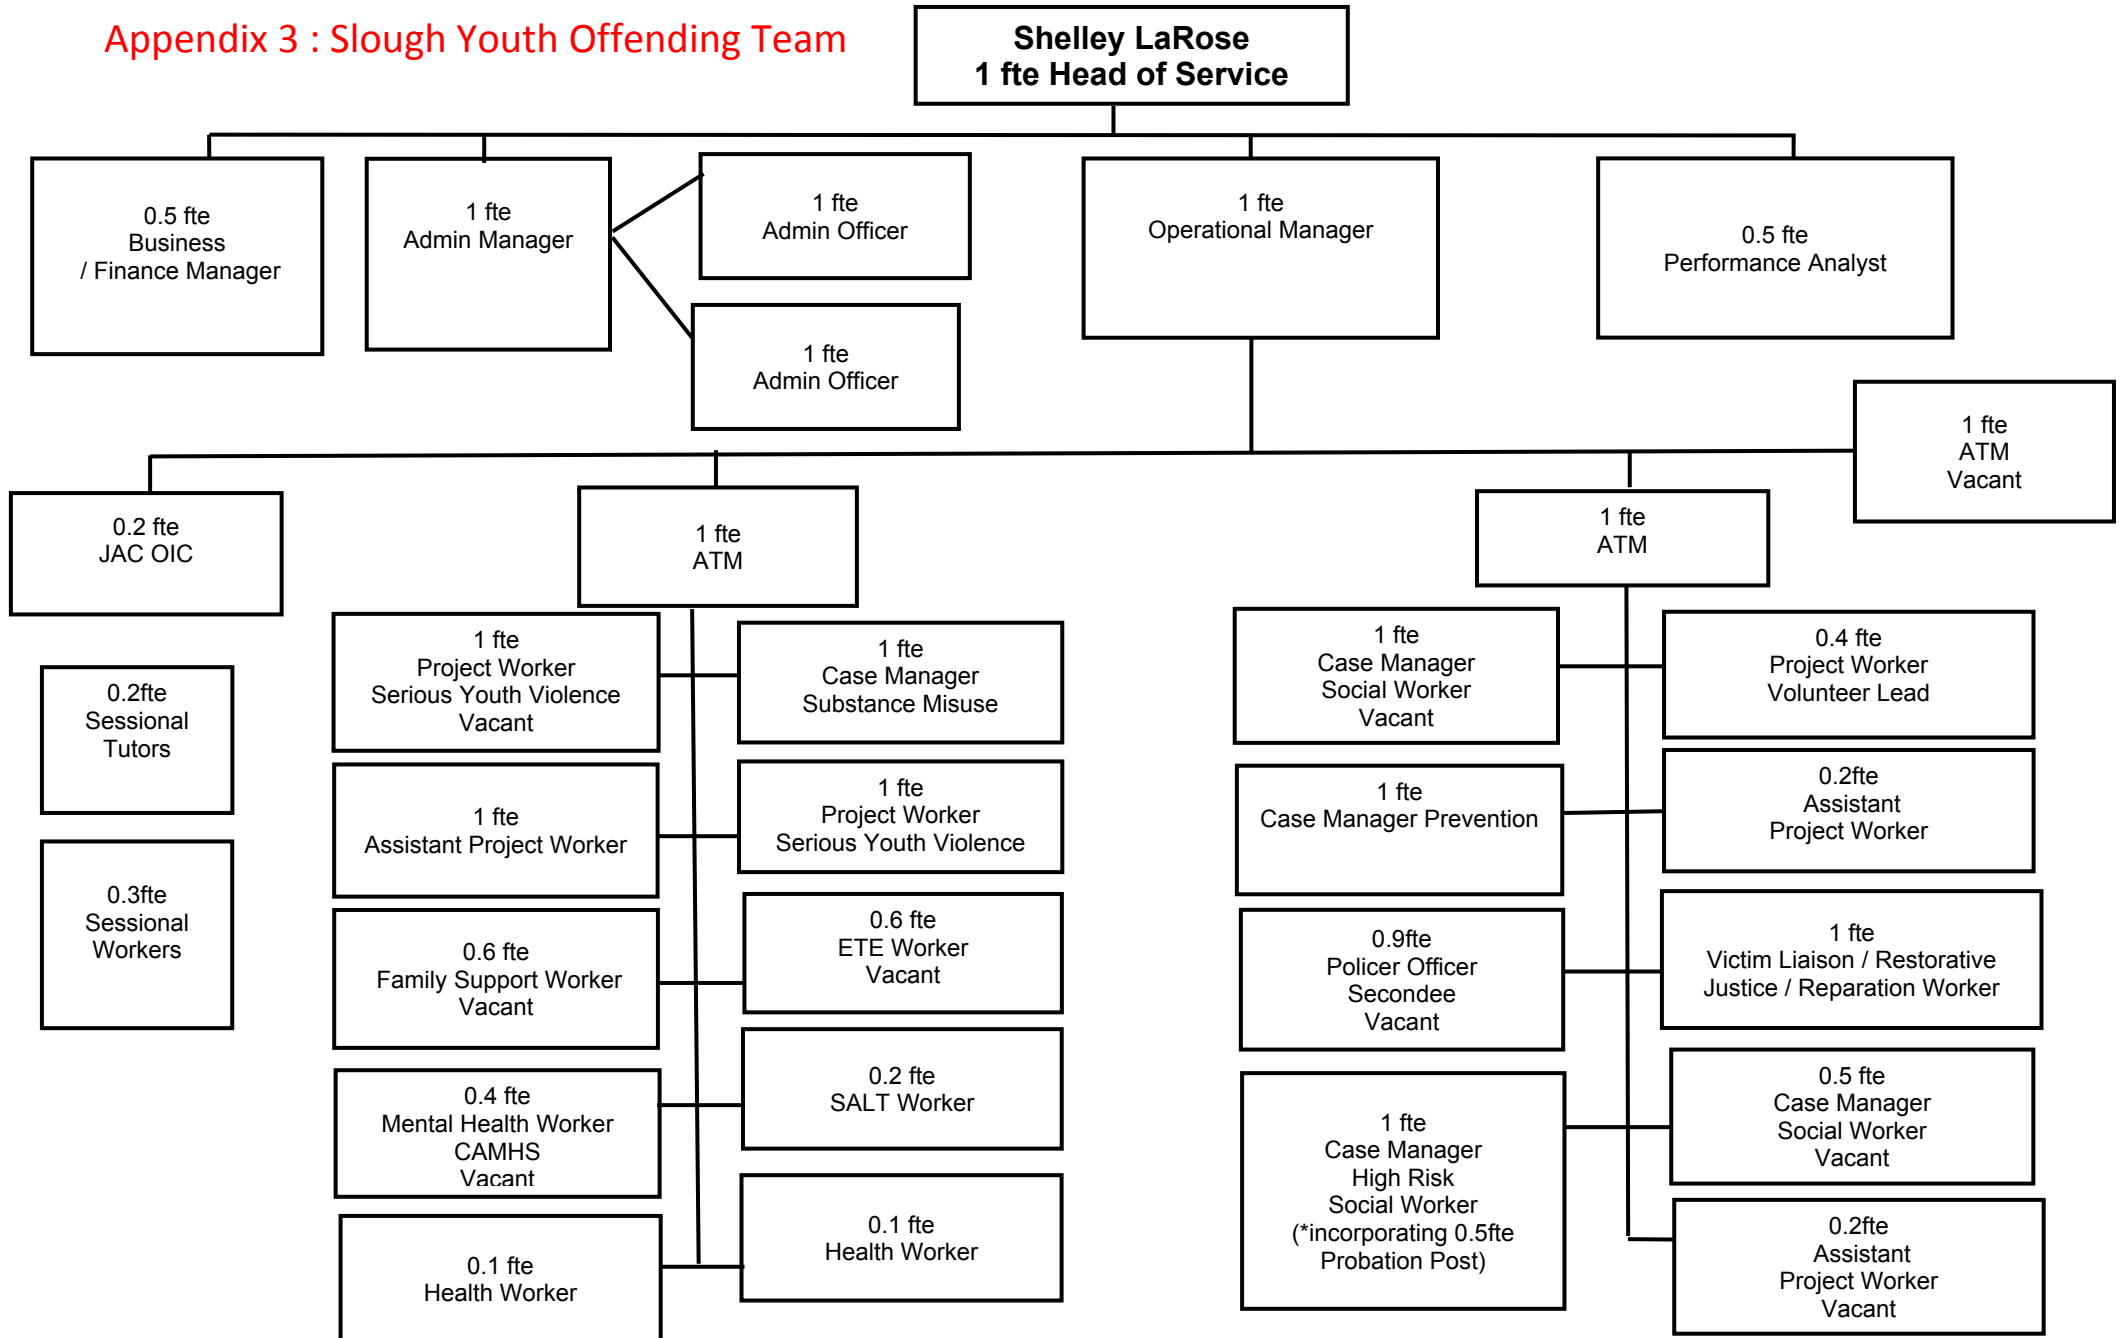 Appendix 3 : Slough Youth Offending Team
Shelley LaRose
1 fte Head of Service
0.5 fte
Business
/ Finance Manager
1 fte
Admin Manager
1 fte
Admin Officer
1 fte
Admin Officer
1 fte
Operational Manager
0.5 fte
Performance Analyst
1 fte
ATM
Vacant
0.2 fte
JAC OIC
1 fte
ATM
1 fte
ATM
0.2fte
Sessional
Tutors
0.3fte
Sessional
Workers
1 fte
Project Worker
Serious Youth Violence
Vacant
1 fte
Case Manager
Substance Misuse
1 fte
Assistant Project Worker
1 fte
Project Worker
Serious Youth Violence
0.6 fte
Family Support Worker
Vacant
0.6 fte
ETE Worker
Vacant
0.4 fte
Mental Health Worker
CAMHS
Vacant
0.2 fte
SALT Worker
0.1 fte
Health Worker
0.1 fte
Health Worker
1 fte
Case Manager
Social Worker
Vacant
0.4 fte
Project Worker
Volunteer Lead
1 fte
Case Manager Prevention
0.2fte
Assistant
Project Worker
0.9fte
Policer Officer
Secondee
Vacant
1 fte
Victim Liaison / Restorative
Justice / Reparation Worker
1 fte
Case Manager
High Risk
Social Worker
(*incorporating 0.5fte
Probation Post)
0.5 fte
Case Manager
Social Worker
Vacant
0.2fte
Assistant
Project Worker
Vacant